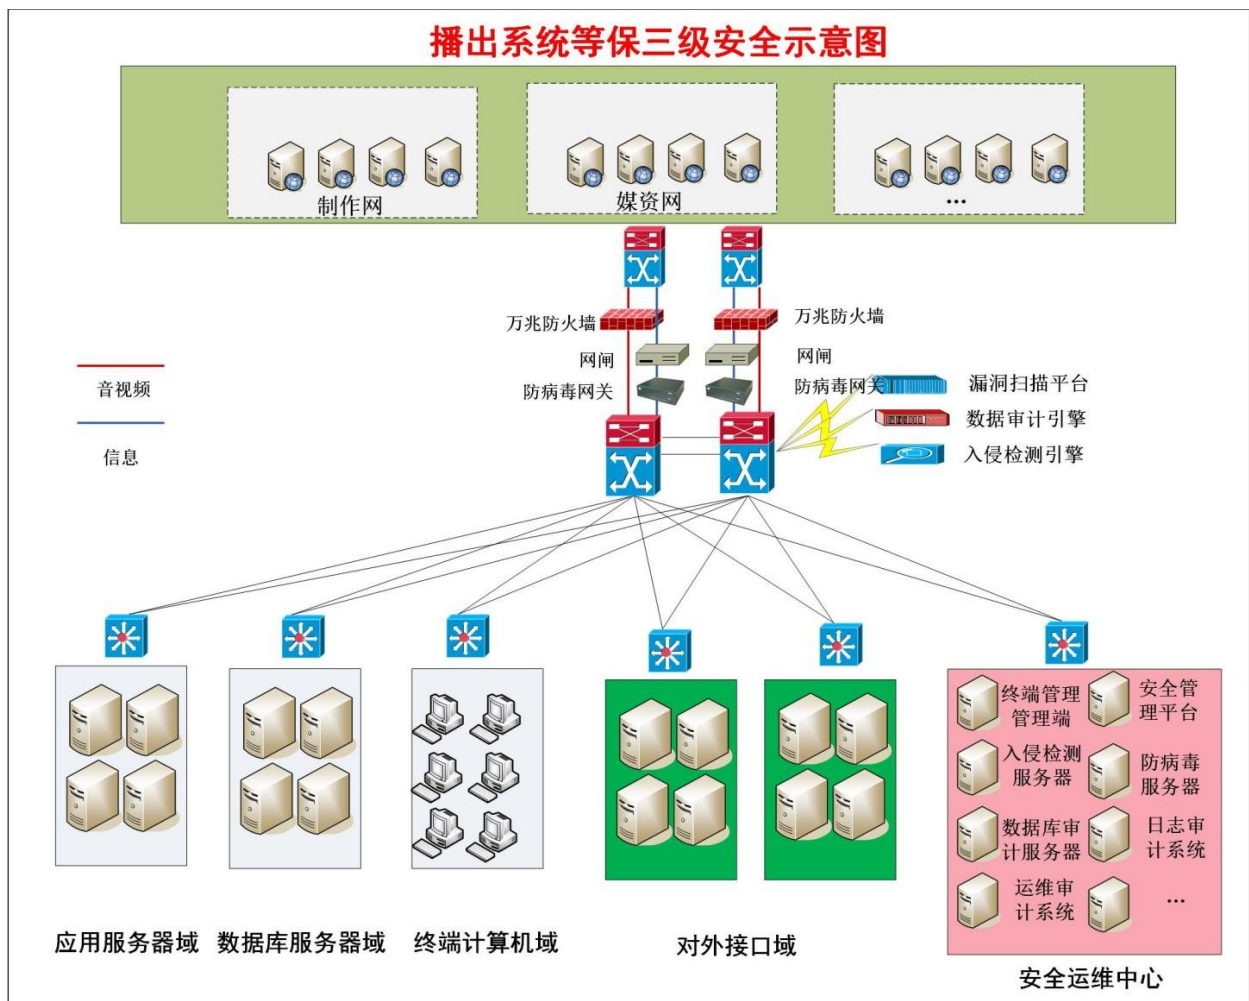 播出系统等保三级安全示意图
制作网
媒资网
...
万兆防火墙
万兆防火墙
网闸
网闸
防病毒网关
防病毒网关
音视频
信息
漏洞扫描平台
数据审计引擎
入侵检测引擎
终端管理
管理端
安全管
理平台
入侵检测
服务器
防病毒
服务器
数据库审
计服务器
日志审
计系统
运维审
计系统
...
应用服务器域
数据库服务器域
终端计算机域
对外接口域
安全运维中心